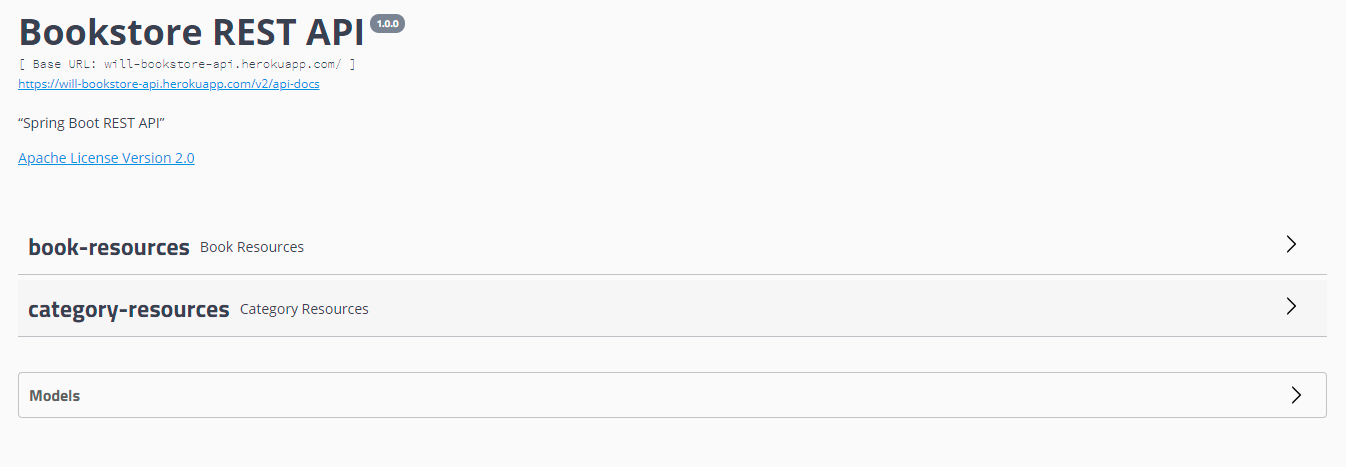 Bookstore REST API 1.0.0
[ Base URL: will-bookstore-api.herokuapp.com/ ]
https://will-bookstore-api.herokuapp.com/v2/api-docs
“Spring Boot REST API”
Apache License Version 2.0
book-resources Book Resources
category-resources Category Resources
Models